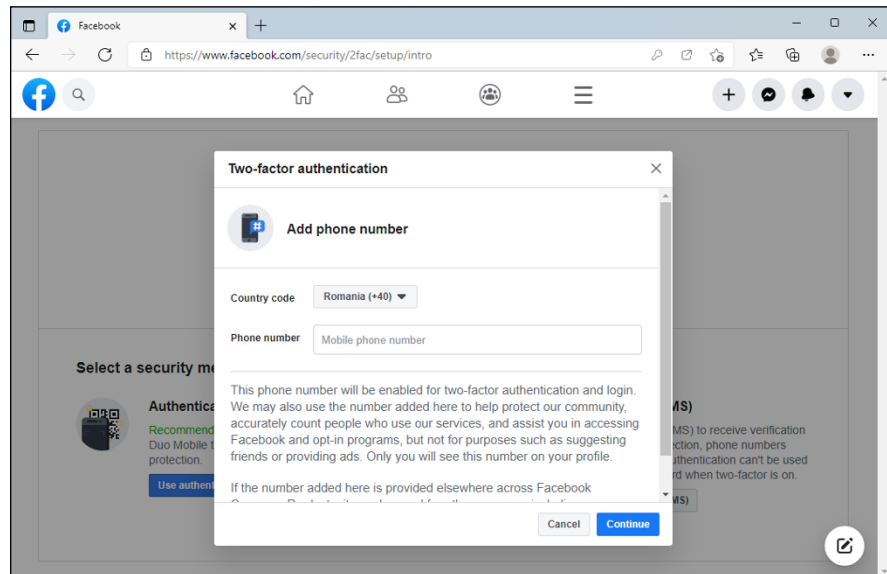 Facebook
https://www.facebook.com/security/2fac/setup/intro
Two-factor authentication
#
Add phone number
Country code
Romania (+40)
Phone number
Mobile phone number
This phone number will be enabled for two-factor authentication and login.
We may also use the number added here to help protect our community,
accurately count people who use our services, and assist you in accessing
Facebook and opt-in programs, but not for purposes such as suggesting
friends or providing ads. Only you will see this number on your profile.
If the number added here is provided elsewhere across Facebook
Cancel
Continue
Select a security me
Authentica
Recommend
Duo Mobile t
protection.
Use authent
MS)
MS) to receive verification
ction, phone numbers
uthentication can't be used
rd when two-factor is on.
MS)